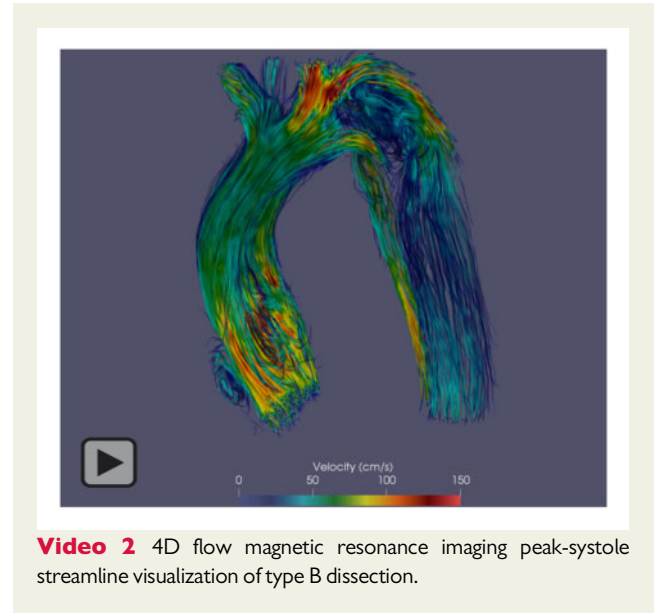 Velocity (cm/s)
0 50 100 150
Video 2 4D flow magnetic resonance imaging peak-systole
streamline visualization of type B dissection.